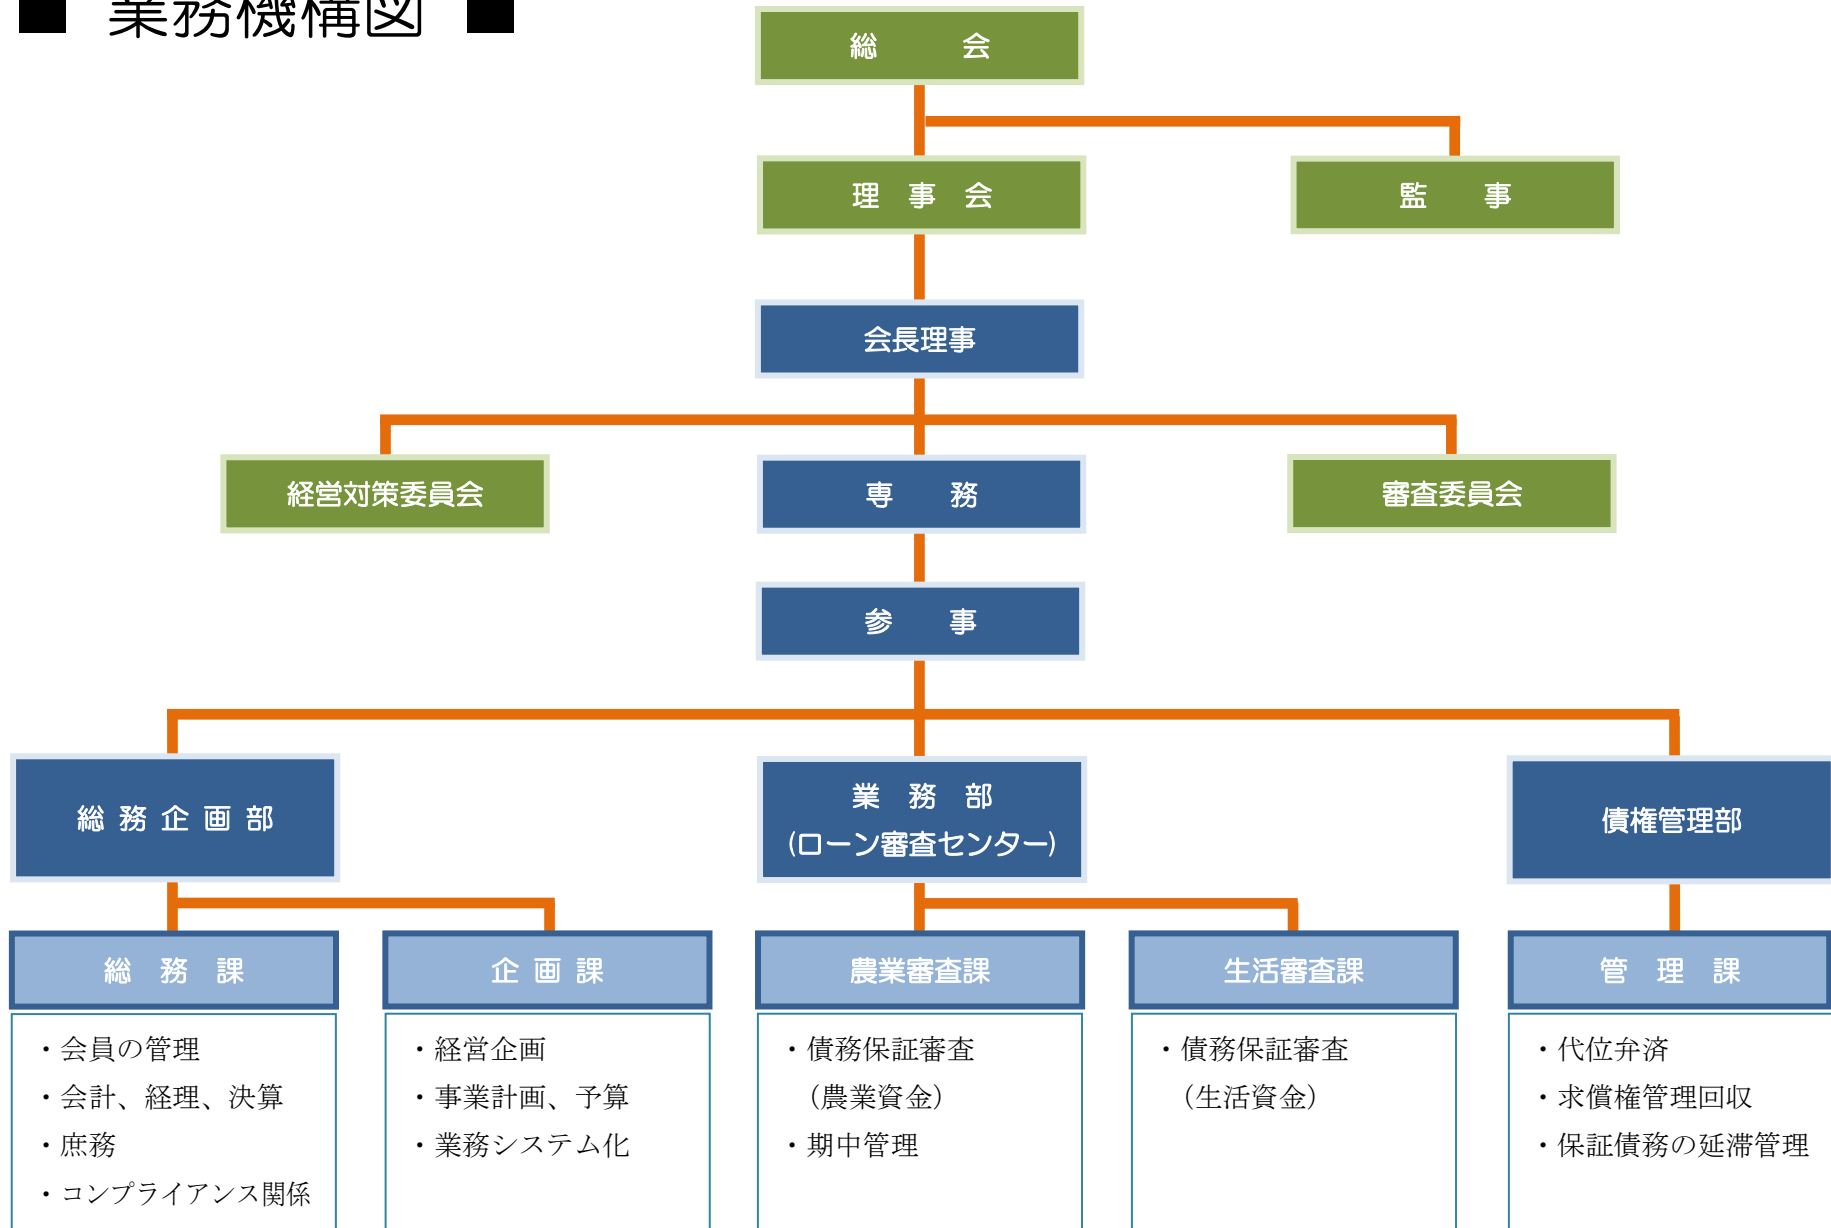 ■ 業務機構図 ■
総　会
理　事　会
監　事
会長理事
経営対策委員会
専　務
審査委員会
参　事
総務企画部
業　務　部
(ローン審査センター)
債権管理部
総　務　課
・会員の管理
・会計、経理、決算
・庶務
・コンプライアンス関係
企画課
・経営企画
・事業計画、予算
・業務システム化
農業審査課
・債務保証審査
（農業資金）
・期中管理
生活審査課
・債務保証審査
（生活資金）
管　理　課
・代位弁済
・求償権管理回収
・保証債務の延滞管理